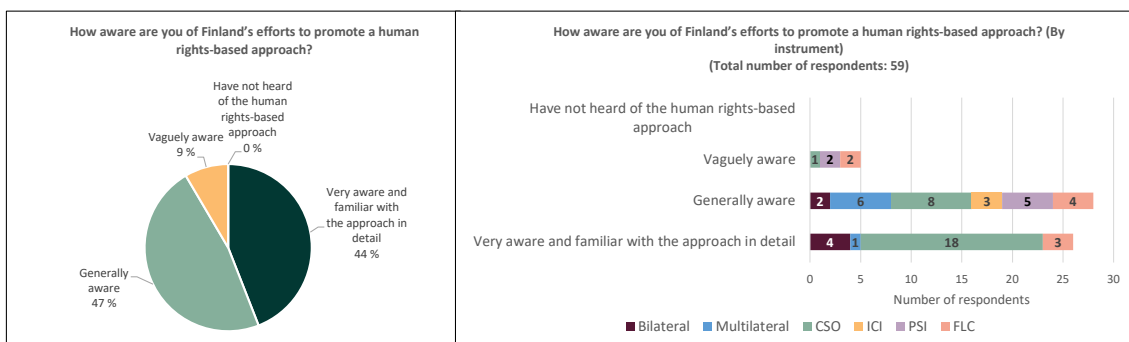 How aware are you of Finland's efforts to promote a human
rights-based approach?
Have not heard
of the human
rights-based
approach
0 %
Vaguely aware
9 %
Very aware and
familiar with
the approach in
detail
44 %
Generally
aware
47 %
How aware are you of Finland's efforts to promote a human rights-based approach? (By
instrument)
(Total number of respondents: 59)
Have not heard of the human rights-based
approach
Vaguely aware
1 2 2
Generally aware
2 6 8 3 5 4
Very aware and familiar with the approach in detail
4 1 18 3
0 5 10 15 20 25 30
Number of respondents
Bilateral Multilateral CSO ICI PSI FLC